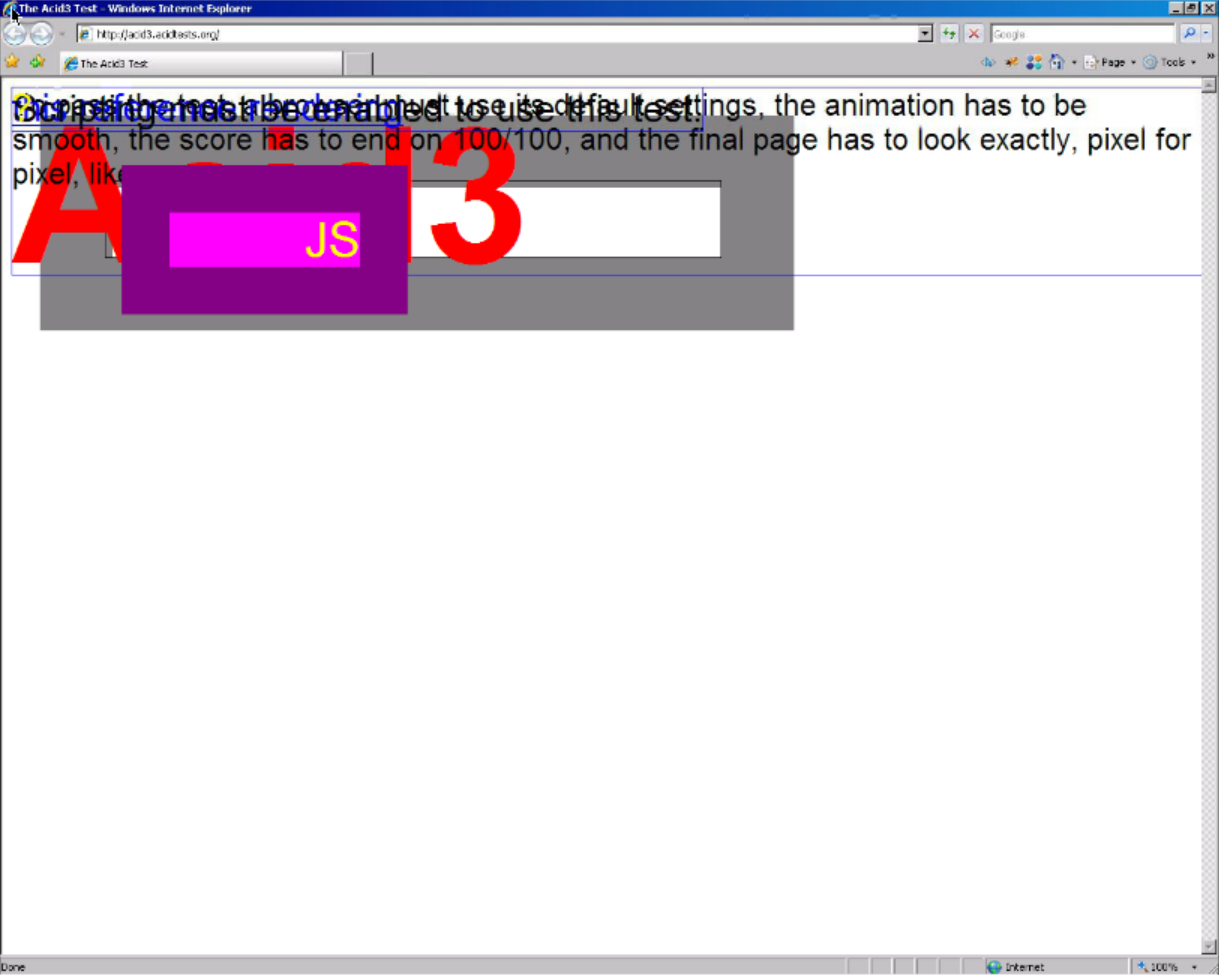 The Acid3 Test - Windows Internet Explorer
http://acid3.acidtests.org/
Google
The Acid3 Test
Page
Tools
To pass the test, a browser must use its default settings, the animation has to be
Scripting must be enabled to use this test.
this reference rendering
smooth, the score has to end on 100/100, and the final page has to look exactly, pixel for
pixel, like
Acid3
JS
Done
Internet
100%